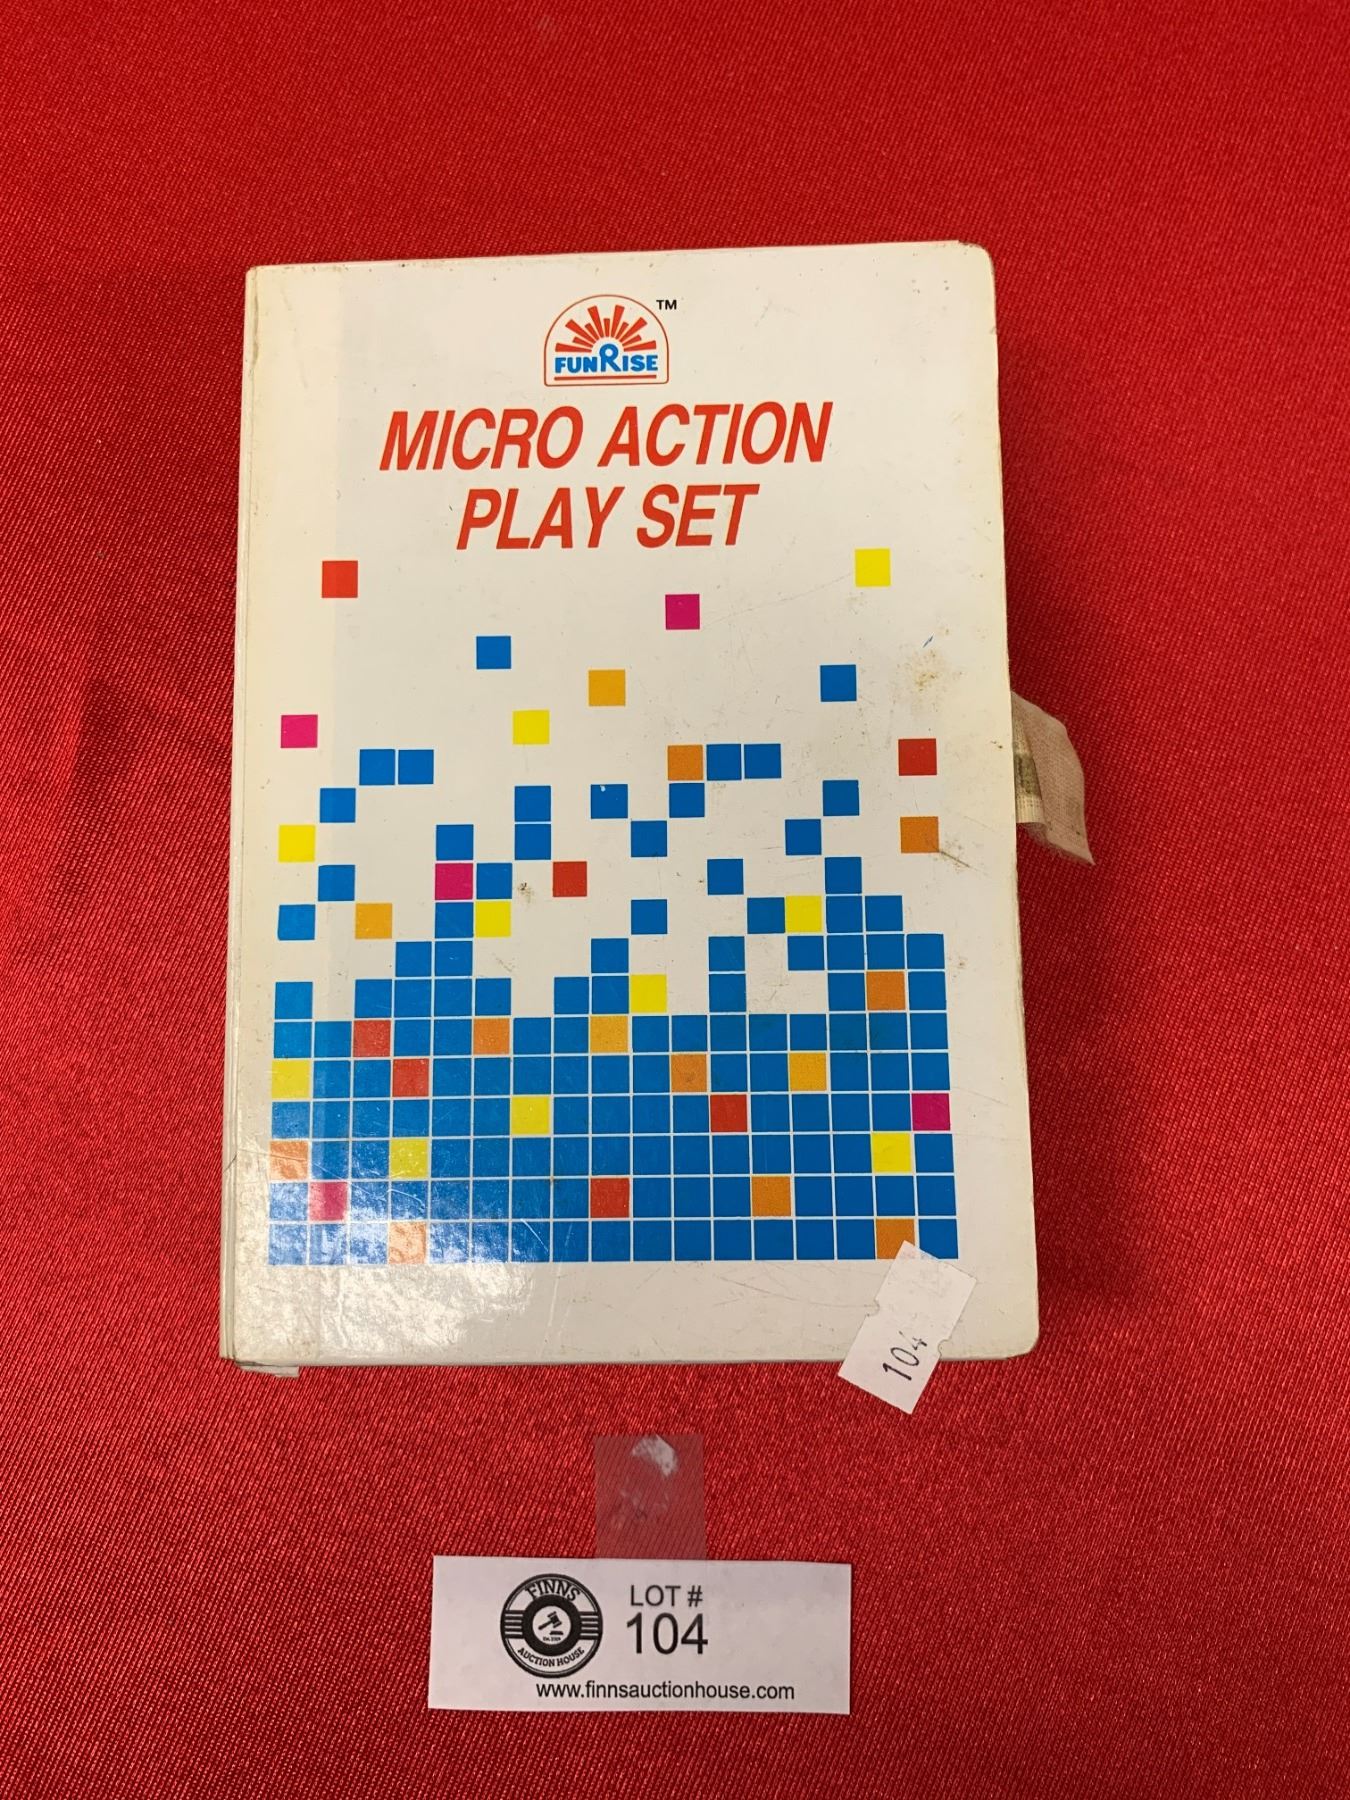 TM
FUNRISE
MICRO ACTION
PLAY SET
104
FINNS
AUCTION HOUSE
LOT #
104
www.finnsauctionhouse.com